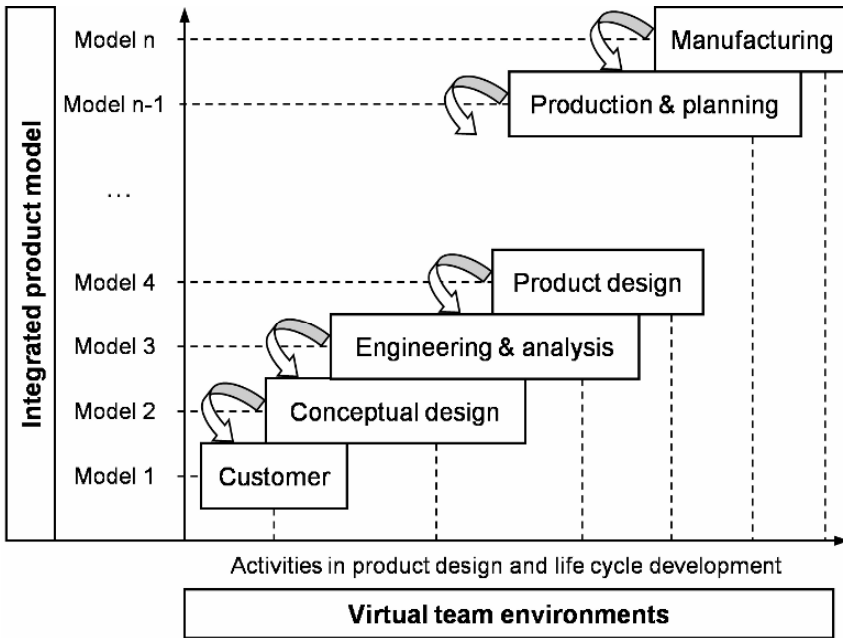 Integrated product model
Model n
Manufacturing
Model n-1
Production & planning
...
Model 4
Product design
Model 3
Engineering & analysis
Model 2
Conceptual design
Model 1
Customer
Activities in product design and life cycle development
Virtual team environments